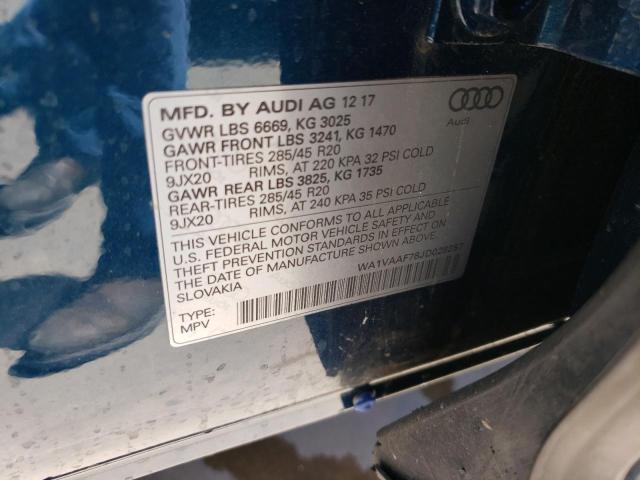 MFD. BY AUDI AG 12 17
GVWR LBS 6669, KG 3025
GAWR FRONT LBS 3241, KG 1470
FRONT-TIRES 285/45 R20
9JX20 RIMS, AT 220 KPA 32 PSI COLD
GAWR REAR LBS 3825, KG 1735
REAR-TIRES 285/45 R20
9JX20 RIMS, AT 240 KPA 35 PSI COLD
THIS VEHICLE CONFORMS TO ALL APPLICABLE
U.S. FEDERAL MOTOR VEHICLE SAFETY AND
THEFT PREVENTION STANDARDS IN EFFECT ON
THE DATE OF MANUFACTURE SHOWN ABOVE.
SLOVAKIA
TYPE:
MPV
Audi